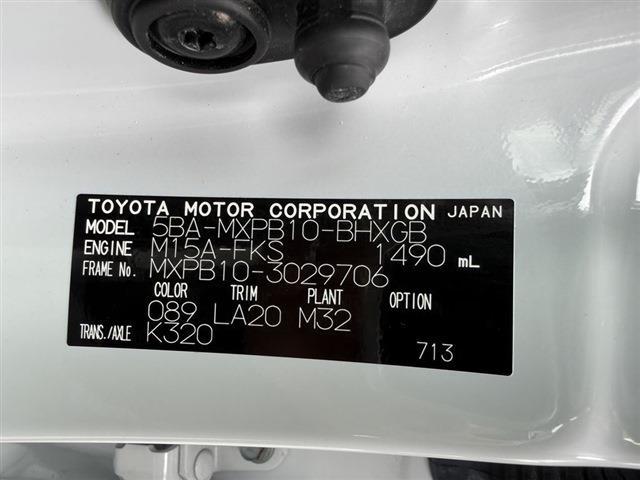 TOYOTA MOTOR CORPORATION JAPAN
MODEL 5BA-MXPB10-BHXGB
ENGINE M15A-FKS 1490 mL
FRAME No. MXPB10-3029706
COLOR TRIM PLANT OPTION
089 LA20 M32
TRANS./AXLE K320
713